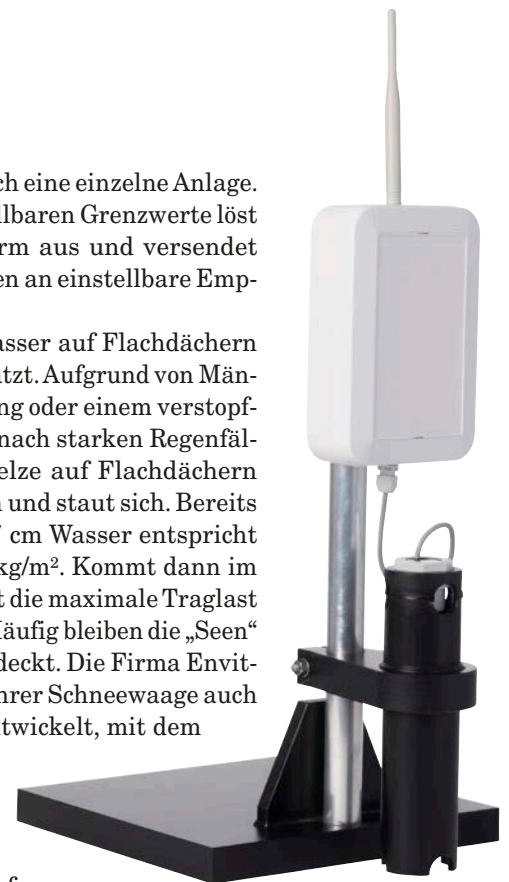 ch eine einzelne Anlage.
llbaren Grenzwerte löst
rm aus und versendet
en an einstellbare Emp-
asser auf Flachdächern
ätzt. Aufgrund von Män-
ng oder einem verstopf-
nach starken Regenfäl-
elze auf Flachdächern
n und staut sich. Bereits
7 cm Wasser entspricht
kg/m². Kommt dann im
t die maximale Traglast
Häufig bleiben die „Seen“
deckt. Die Firma Envit-
hrer Schneewaage auch
twickelt, mit dem